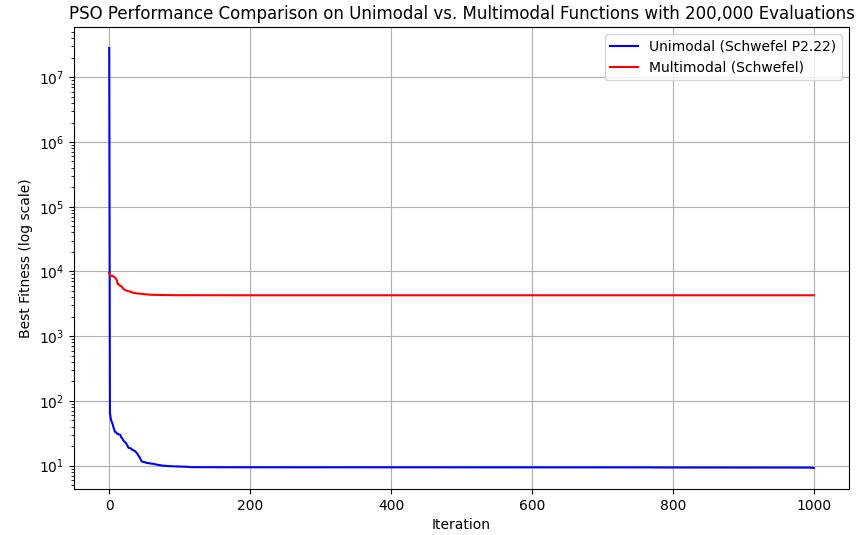 PSO Performance Comparison on Unimodal vs. Multimodal Functions with 200,000 Evaluations
Unimodal (Schwefel P2.22)
Multimodal (Schwefel)
Best Fitness (log scale)
10⁷
10⁶
10⁵
10⁴
10³
10²
10¹
0 200 400 600 800 1000
Iteration